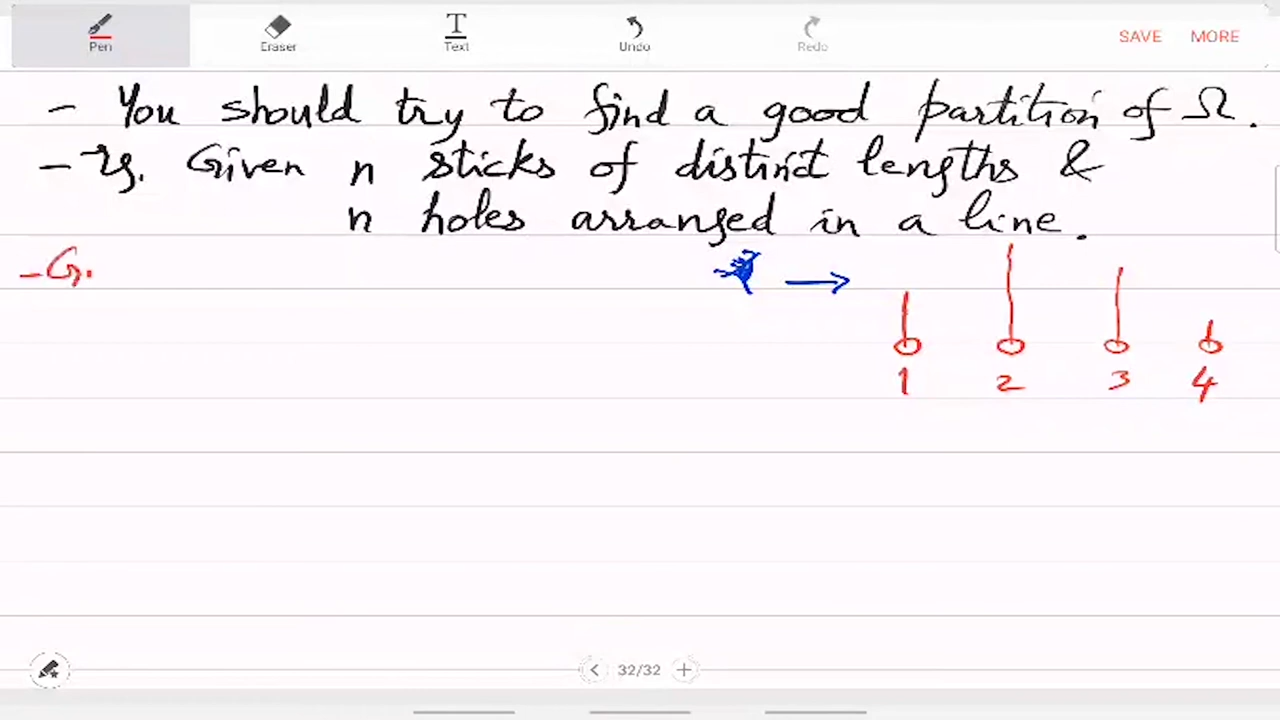 Pen Eraser Text Undo Redo SAVE MORE
- You should try to find a good partition of Ω.
- Eg. Given n sticks of distinct lengths &
n holes arranged in a line.
- G.
1 2 3 4
32/32